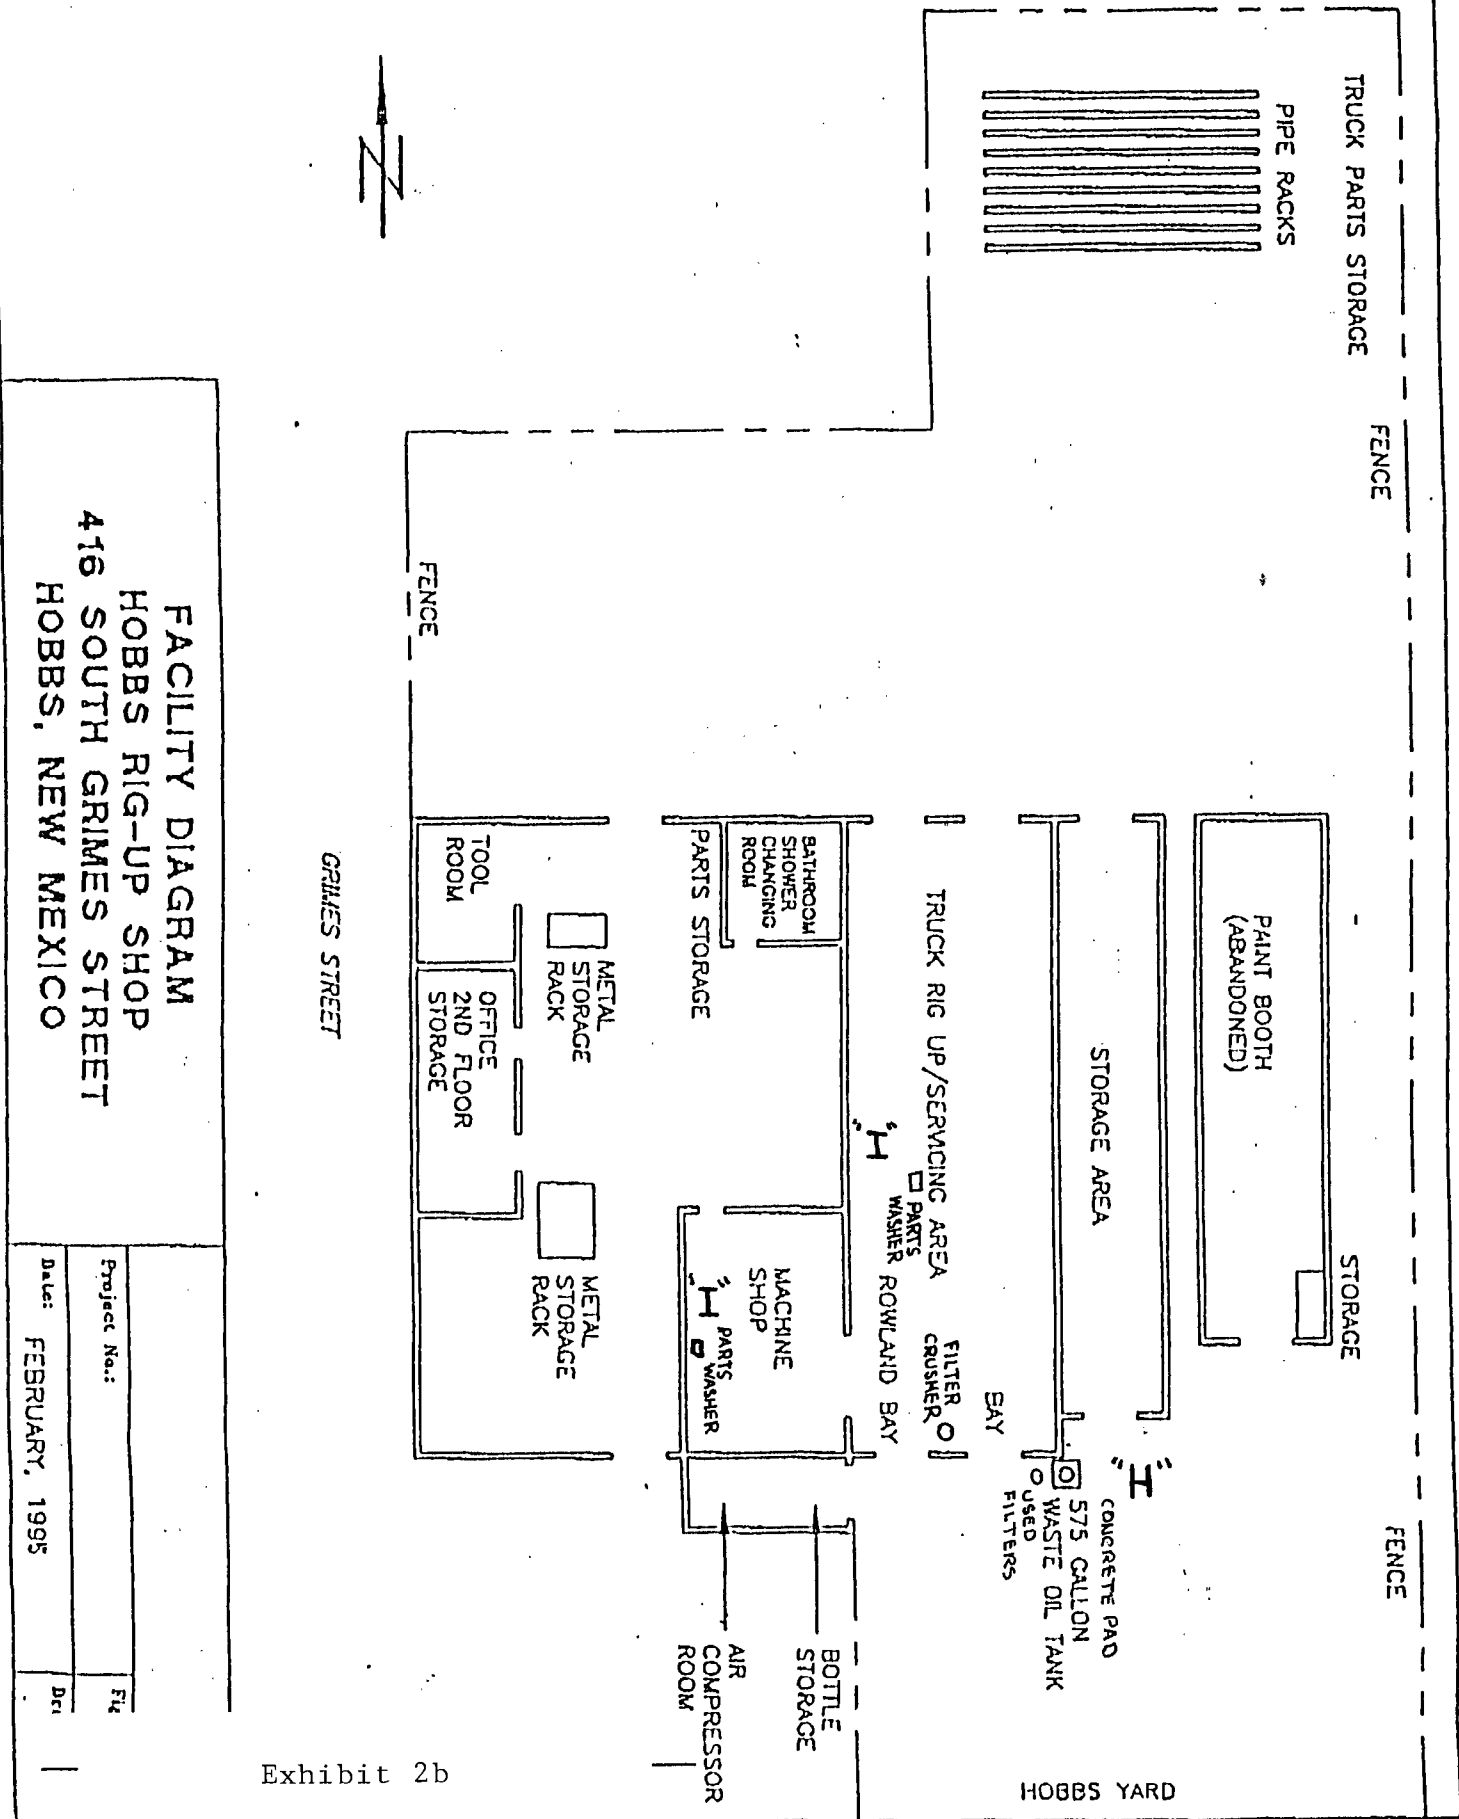 TRUCK PARTS STORAGE
PIPE RACKS
FENCE
N
FENCE
PAINT BOOTH
(ABANDONED)
STORAGE
STORAGE AREA
TRUCK RIG UP/SERVICING AREA
BATHROOM
SHOWER
CHANGING
ROOM
PARTS STORAGE
TOOL
ROOM
METAL
STORAGE
RACK
OFFICE
2ND FLOOR
STORAGE
GRIMES STREET
"H"
PARTS
WASHER
ROWLAND BAY
FILTER
CRUSHER
BAY
MACHINE
SHOP
"H"
PARTS
WASHER
METAL
STORAGE
RACK
"H"
CONCRETE PAD
575 GALLON
WASTE OIL TANK
USED
FILTERS
FENCE
BOTTLE
STORAGE
AIR
COMPRESSOR
ROOM
HOBBS YARD
FACILITY DIAGRAM
HOBBS RIG-UP SHOP
416 SOUTH GRIMES STREET
HOBBS, NEW MEXICO
Project No.:
Date: FEBRUARY, 1995
Exhibit 2b